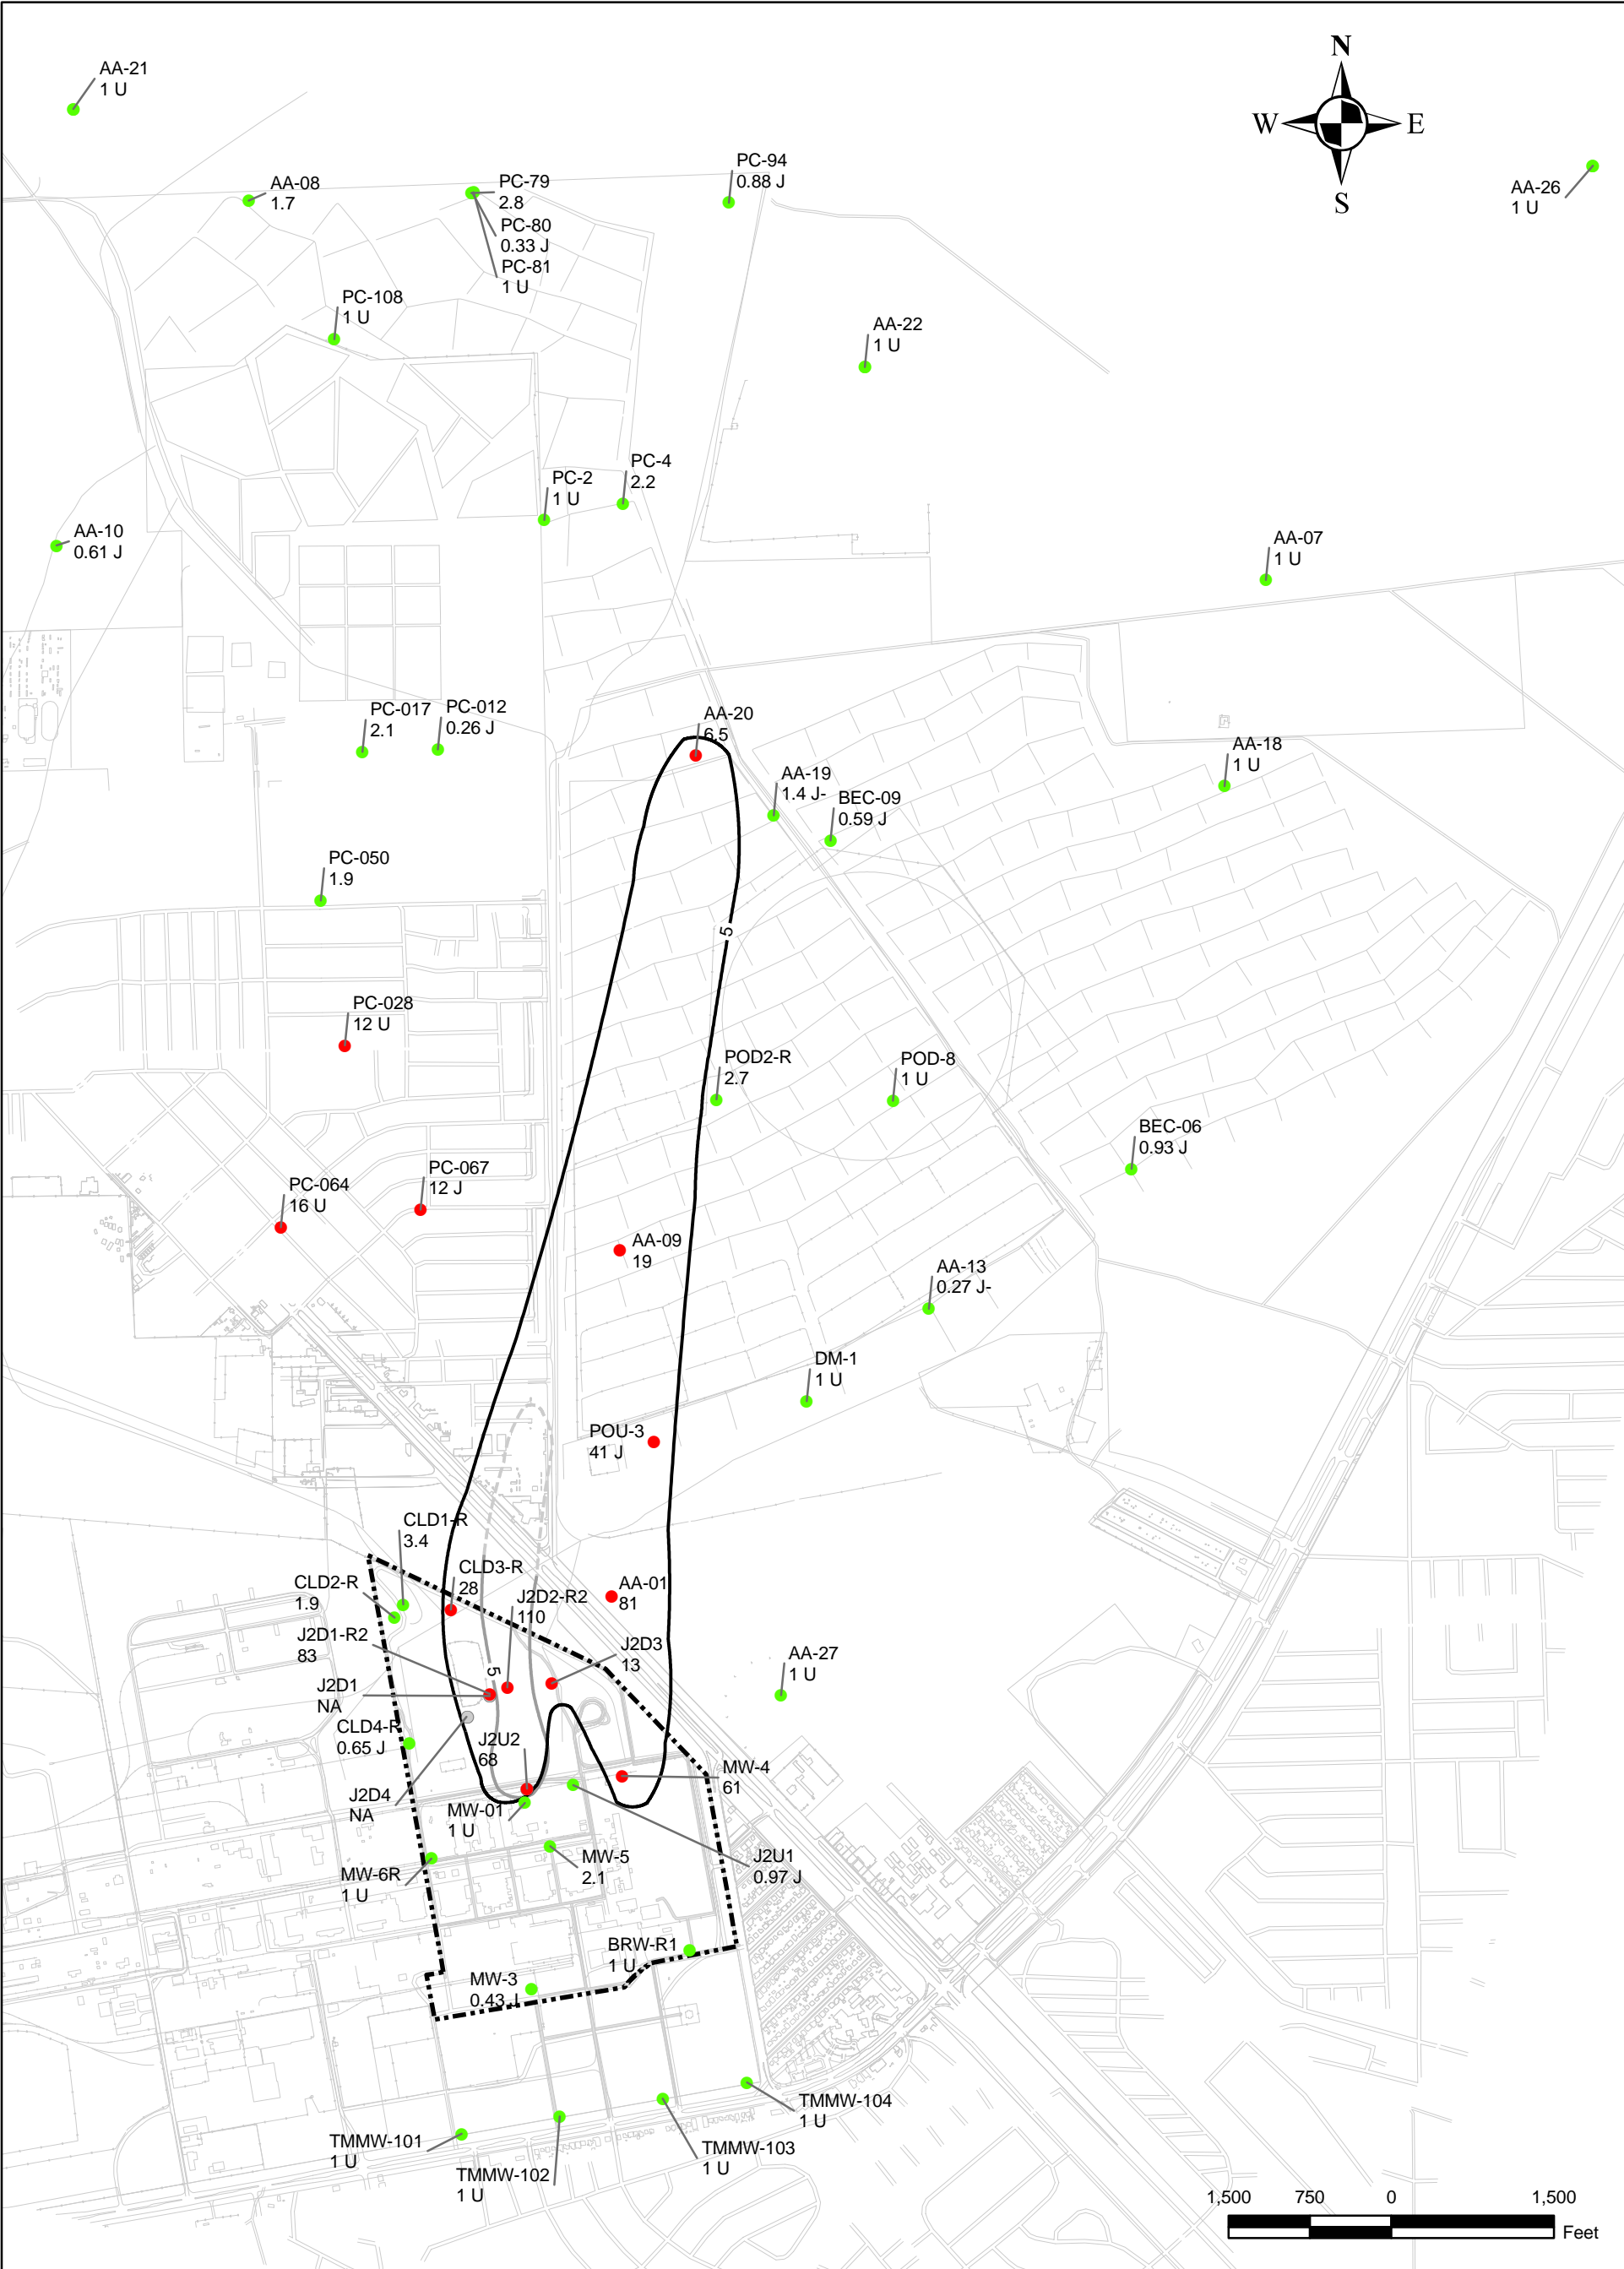 N
W
E
S
AA-21
1 U
AA-26
1 U
AA-08
1.7
PC-79
2.8
PC-80
0.33 J
PC-81
1 U
PC-94
0.88 J
PC-108
1 U
AA-22
1 U
PC-4
2.2
PC-2
1 U
AA-10
0.61 J
AA-07
1 U
PC-017
2.1
PC-012
0.26 J
AA-20
6.5
AA-18
1 U
AA-19
1.4 J-
BEC-09
0.59 J
PC-050
1.9
5
PC-028
12 U
POD2-R
2.7
POD-8
1 U
BEC-06
0.93 J
PC-067
12 J
PC-064
16 U
AA-09
19
AA-13
0.27 J-
DM-1
1 U
POU-3
41 J
CLD1-R
3.4
CLD3-R
28
CLD2-R
1.9
AA-01
81
J2D2-R2
110
J2D1-R2
83
J2D3
13
AA-27
1 U
5
J2D1
NA
CLD4-R
0.65 J
J2U2
68
MW-4
61
J2D4
NA
MW-01
1 U
MW-5
2.1
J2U1
0.97 J
MW-6R
1 U
BRW-R1
1 U
MW-3
0.43 J
TMMW-104
1 U
TMMW-101
1 U
TMMW-103
1 U
TMMW-102
1 U
1,500 750 0 1,500
Feet